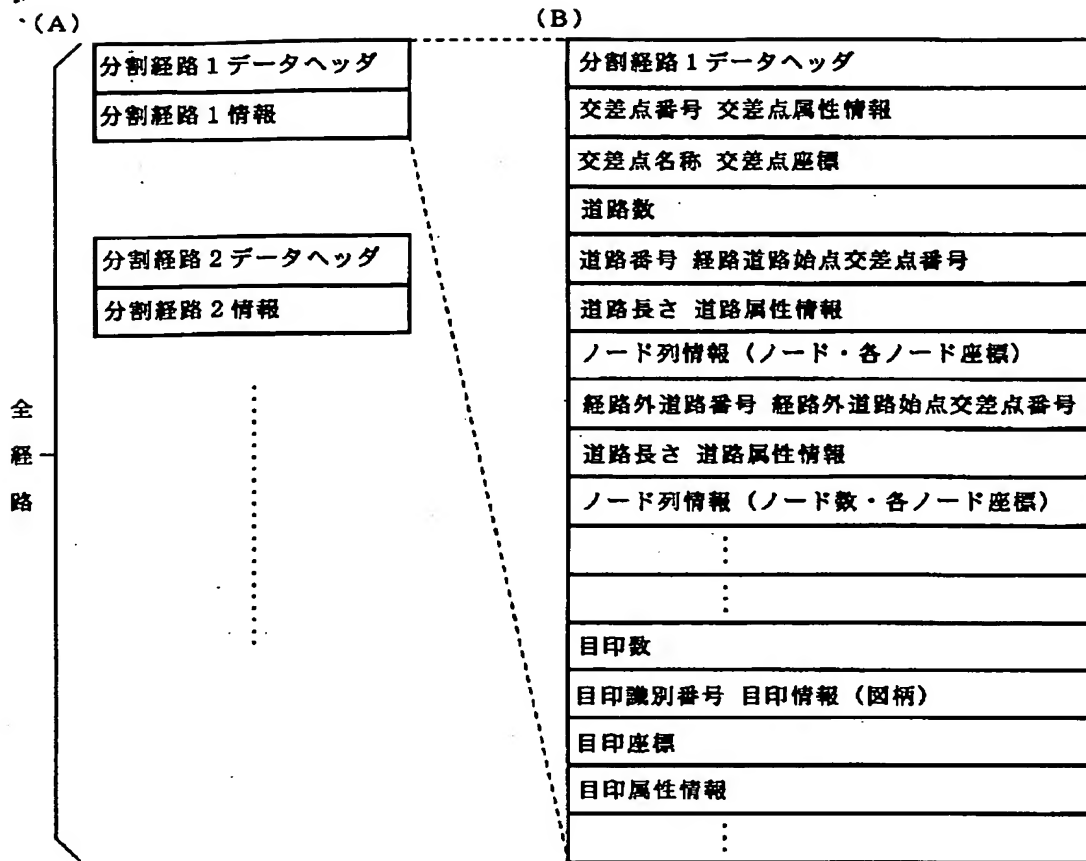 (A)
(B)
分割経路1データヘッダ
分割経路1情報
分割経路2データヘッダ
分割経路2情報
全経路
分割経路1データヘッダ
交差点番号 交差点属性情報
交差点名称 交差点座標
道路数
道路番号 経路道路始点交差点番号
道路長さ 道路属性情報
ノード列情報（ノード・各ノード座標）
経路外道路番号 経路外道路始点交差点番号
道路長さ 道路属性情報
ノード列情報（ノード数・各ノード座標）
目印数
目印識別番号 目印情報（図柄）
目印座標
目印属性情報